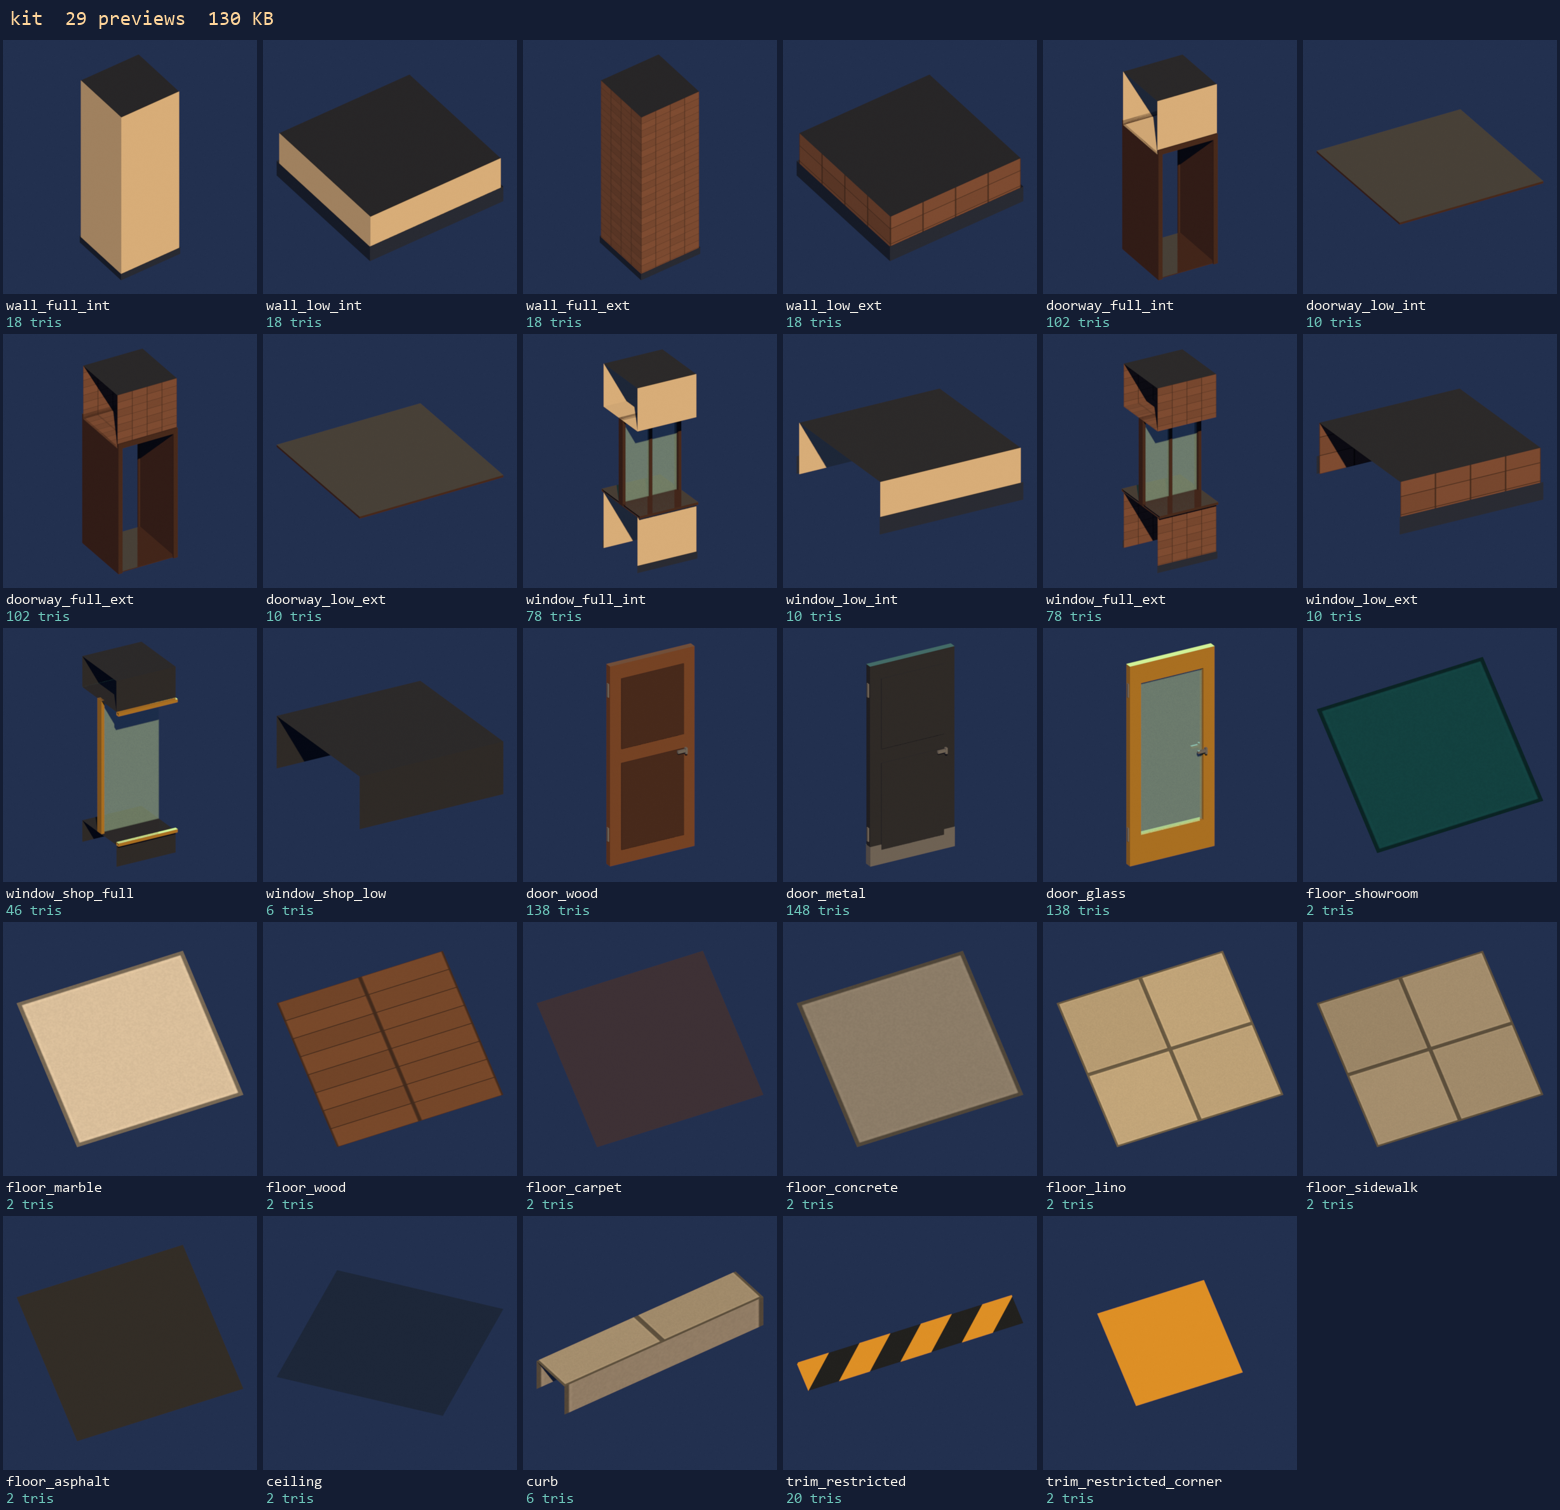 kit 29 previews 130 KB
wall_full_int
18 tris
wall_low_int
18 tris
wall_full_ext
18 tris
wall_low_ext
18 tris
doorway_full_int
102 tris
doorway_low_int
10 tris
doorway_full_ext
102 tris
doorway_low_ext
10 tris
window_full_int
78 tris
window_low_int
10 tris
window_full_ext
78 tris
window_low_ext
10 tris
window_shop_full
46 tris
window_shop_low
6 tris
door_wood
138 tris
door_metal
148 tris
door_glass
138 tris
floor_showroom
2 tris
floor_marble
2 tris
floor_wood
2 tris
floor_carpet
2 tris
floor_concrete
2 tris
floor_lino
2 tris
floor_sidewalk
2 tris
floor_asphalt
2 tris
ceiling
2 tris
curb
6 tris
trim_restricted
20 tris
trim_restricted_corner
2 tris